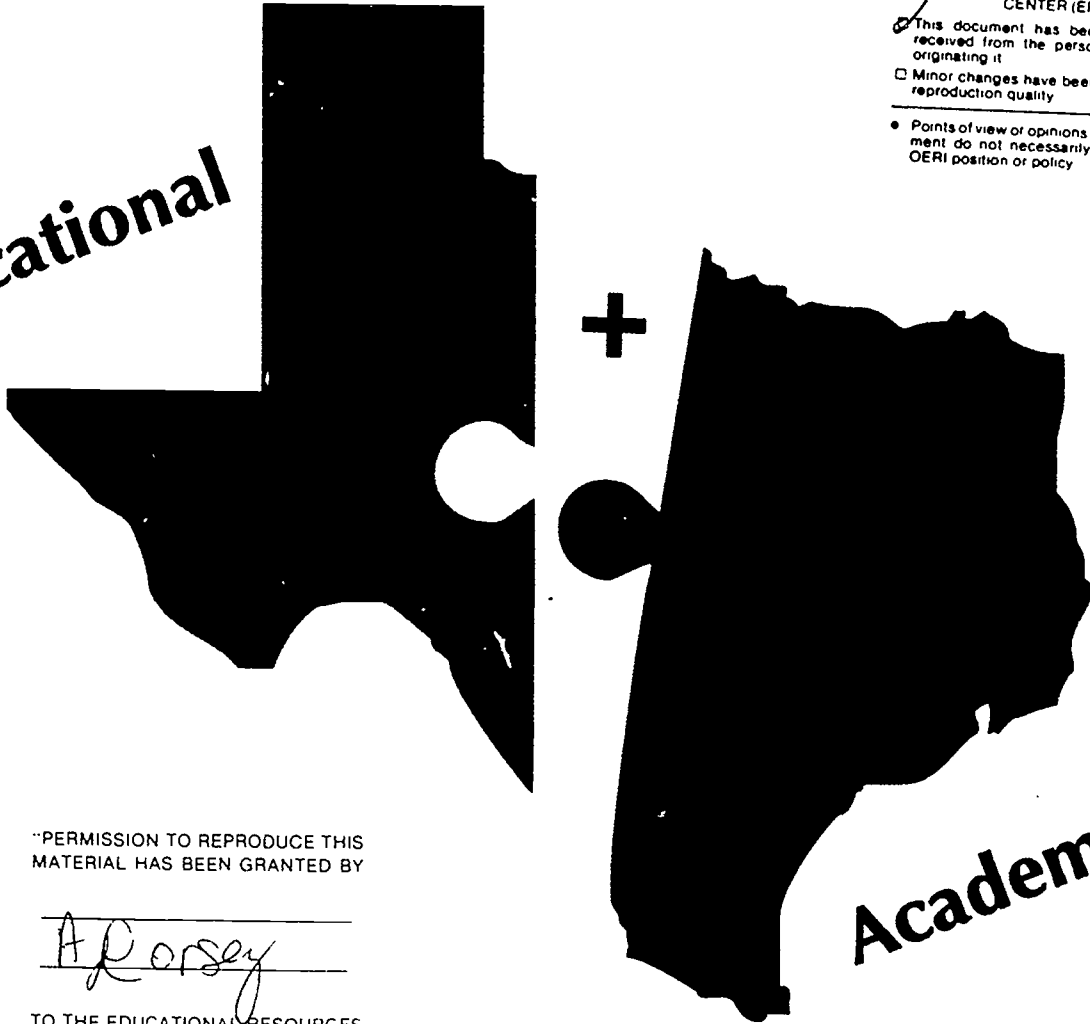 CENTER (E
This document has bee
received from the perso
originating it
Minor changes have bee
reproduction quality
Points of view or opinions
ment do not necessarily
OERI position or policy
cational
+
Academ
"PERMISSION TO REPRODUCE THIS
MATERIAL HAS BEEN GRANTED BY
A Dorsey
TO THE EDUCATIONAL RESOURCES